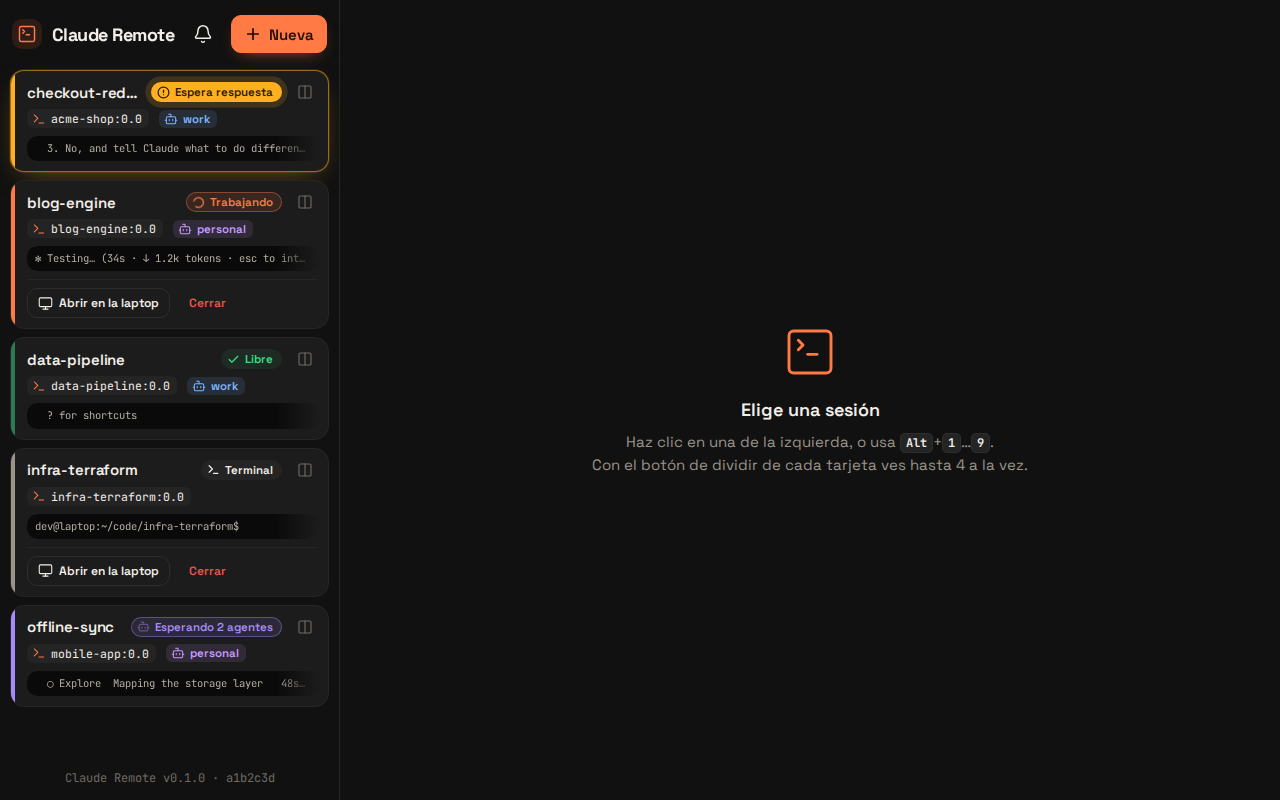 Claude Remote
Nueva
checkout-red…
Espera respuesta
acme-shop:0.0
work
3. No, and tell Claude what to do differen…
blog-engine
Trabajando
blog-engine:0.0
personal
✻ Testing… (34s · ↓ 1.2k tokens · esc to int…
Abrir en la laptop
Cerrar
data-pipeline
Libre
data-pipeline:0.0
work
? for shortcuts
infra-terraform
Terminal
infra-terraform:0.0
dev@laptop:~/code/infra-terraform$
Abrir en la laptop
Cerrar
offline-sync
Esperando 2 agentes
mobile-app:0.0
personal
○ Explore  Mapping the storage layer  48s…
Claude Remote v0.1.0 · a1b2c3d
Elige una sesión
Haz clic en una de la izquierda, o usa Alt+1…9.
Con el botón de dividir de cada tarjeta ves hasta 4 a la vez.